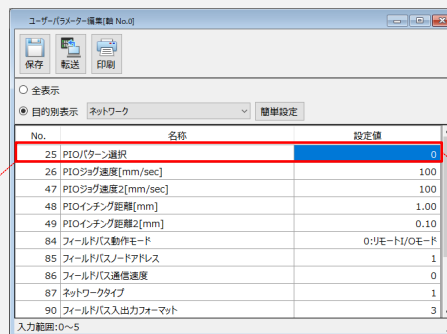 ユーザーパラメーター編集[軸 No.0]
保存 転送 印刷
全表示
目的別表示 ネットワーク 簡単設定
No. 名称 設定値
25 PIOパターン選択 0
26 PIOジョグ速度[mm/sec] 100
47 PIOジョグ速度2[mm/sec] 100
48 PIOインチング距離[mm] 1.00
49 PIOインチング距離2[mm] 0.10
84 フィールドバス動作モード 0:リモートI/Oモード
85 フィールドバスノードアドレス 1
86 フィールドバス通信速度 0
87 ネットワークタイプ 1
90 フィールドバス入出力フォーマット 3
入力範囲:0～5